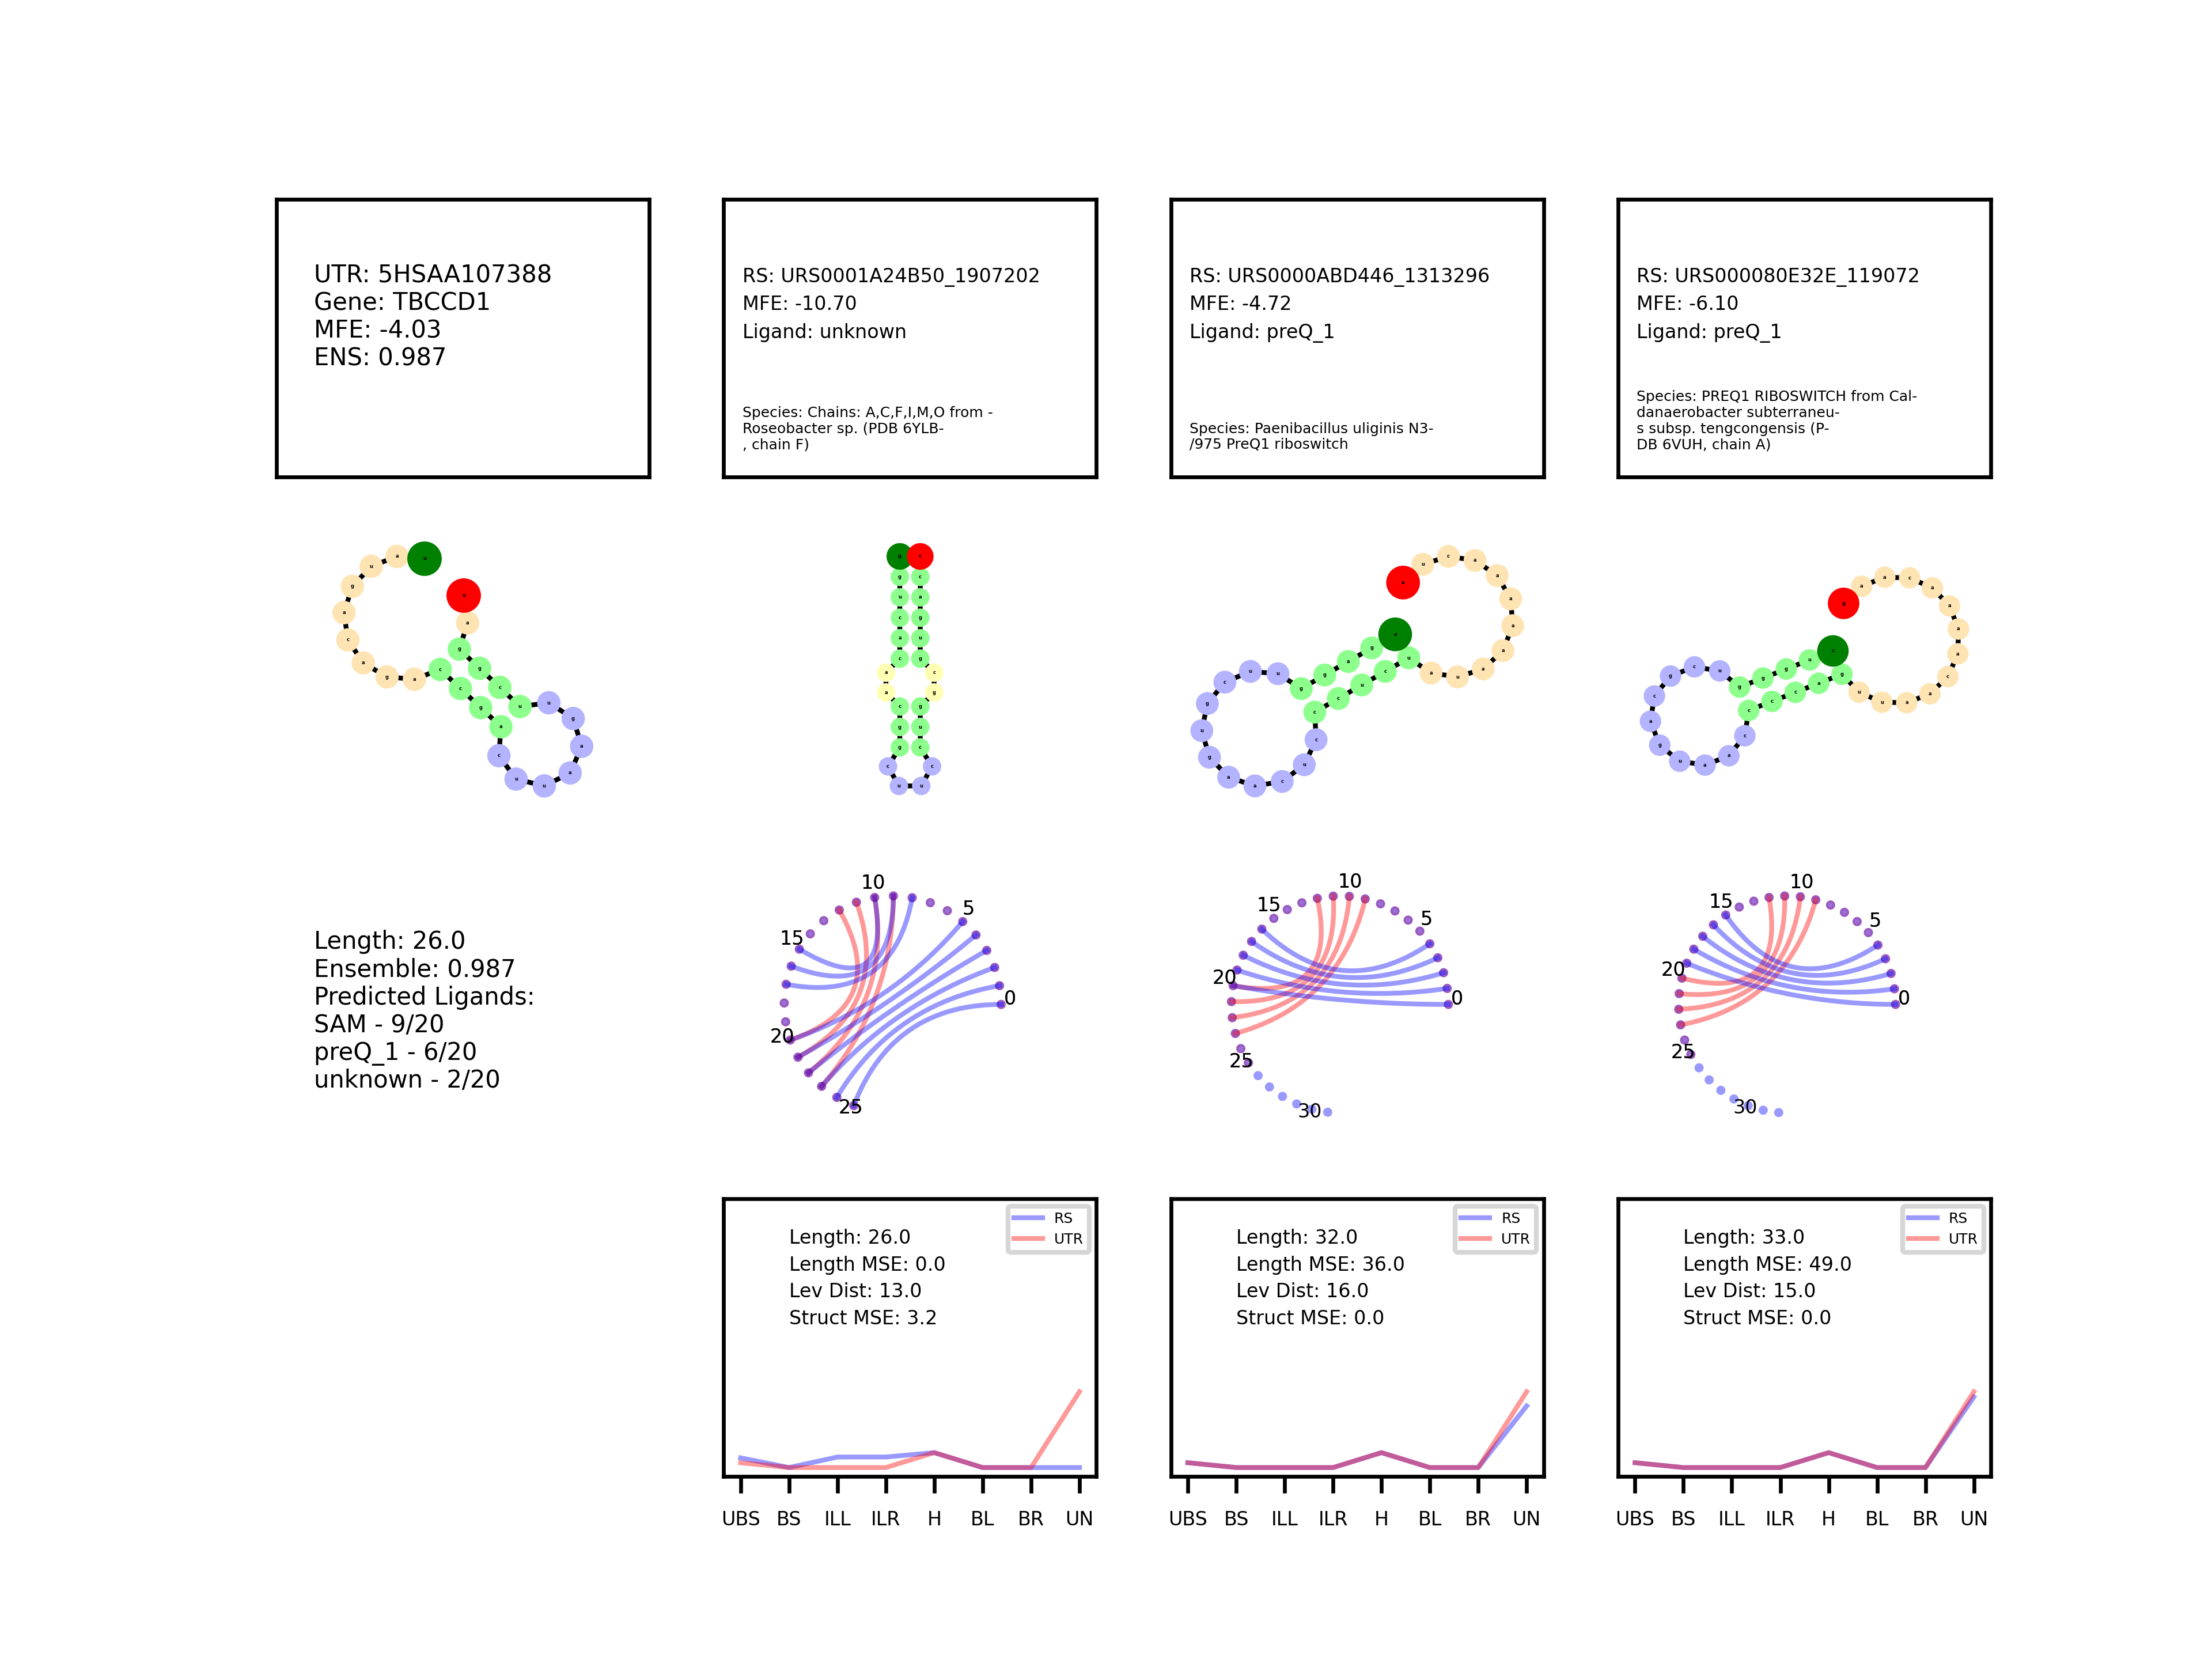 UTR: 5HSAA107388
Gene: TBCCD1
MFE: -4.03
ENS: 0.987
RS: URS0001A24B50_1907202
MFE: -10.70
Ligand: unknown
Species: Chains: A,C,F,I,M,O from -
Roseobacter sp. (PDB 6YLB-
, chain F)
RS: URS0000ABD446_1313296
MFE: -4.72
Ligand: preQ_1
Species: Paenibacillus uliginis N3-
/975 PreQ1 riboswitch
RS: URS000080E32E_119072
MFE: -6.10
Ligand: preQ_1
Species: PREQ1 RIBOSWITCH from Cal-
danaerobacter subterraneu-
s subsp. tengcongensis (P-
DB 6VUH, chain A)
Length: 26.0
Ensemble: 0.987
Predicted Ligands:
SAM - 9/20
preQ_1 - 6/20
unknown - 2/20
0
5
10
15
20
25
0
5
10
15
20
25
30
0
5
10
15
20
25
30
RS
UTR
Length: 26.0
Length MSE: 0.0
Lev Dist: 13.0
Struct MSE: 3.2
UBS BS ILL ILR H BL BR UN
RS
UTR
Length: 32.0
Length MSE: 36.0
Lev Dist: 16.0
Struct MSE: 0.0
UBS BS ILL ILR H BL BR UN
RS
UTR
Length: 33.0
Length MSE: 49.0
Lev Dist: 15.0
Struct MSE: 0.0
UBS BS ILL ILR H BL BR UN